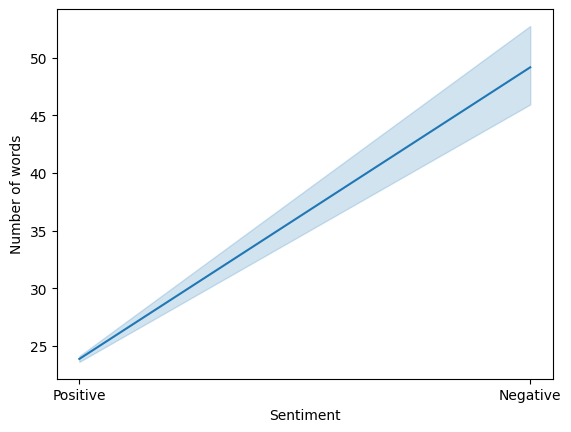 50
45
40
35
30
25
Number of words
Positive
Negative
Sentiment